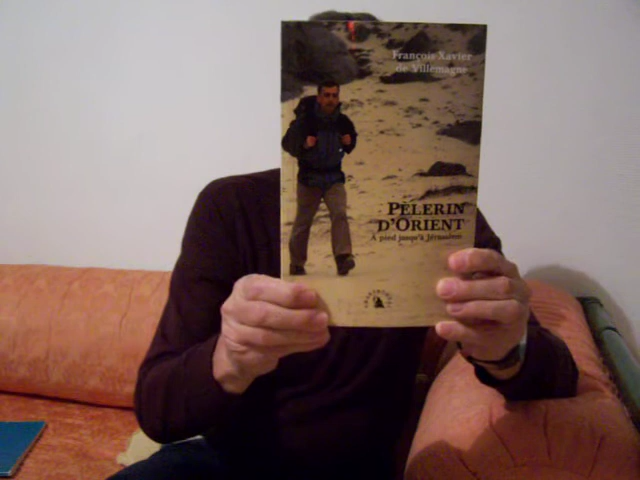 François Xavier
de Villemagne
PÈLERIN
D'ORIENT
A pied jusqu'à Jérusalem